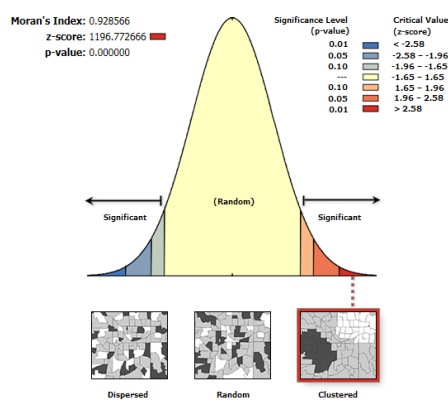 Moran's Index: 0.928566
z-score: 1196.772666
p-value: 0.000000
Significance Level
(p-value)
Critical Value
(z-score)
0.01 < -2.58
0.05 -2.58 – -1.96
0.10 -1.96 – -1.65
--- -1.65 – 1.65
0.10 1.65 – 1.96
0.05 1.96 – 2.58
0.01 > 2.58
Significant
(Random)
Significant
Dispersed
Random
Clustered